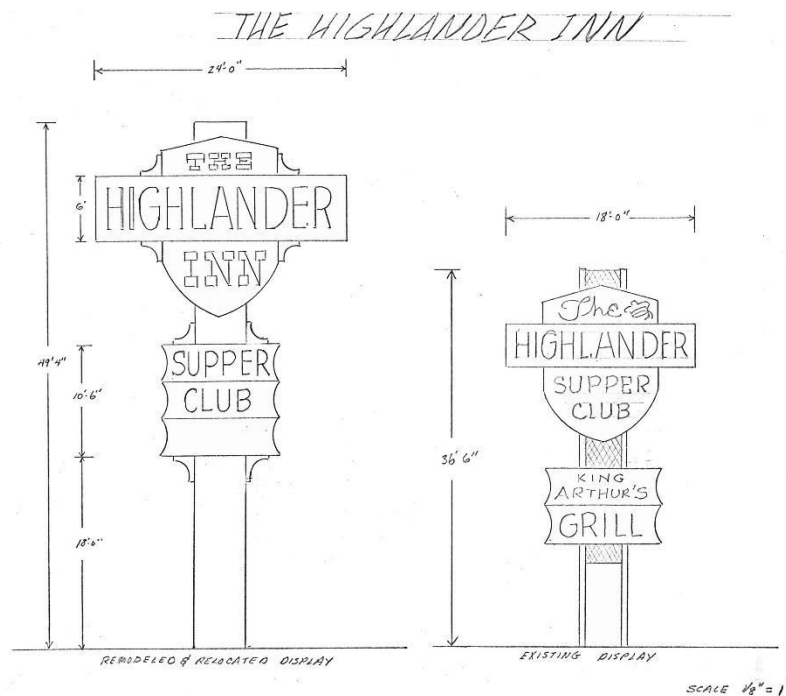 THE HIGHLANDER INN
24'-0"
THE
HIGHLANDER
INN
6'
SUPPER
CLUB
49'4"
10'-6"
18'-0"
REMODELED & RELOCATED DISPLAY
18'-0"
The
HIGHLANDER
SUPPER
CLUB
KING
ARTHUR'S
GRILL
36'6"
EXISTING DISPLAY
SCALE 1/8" = 1